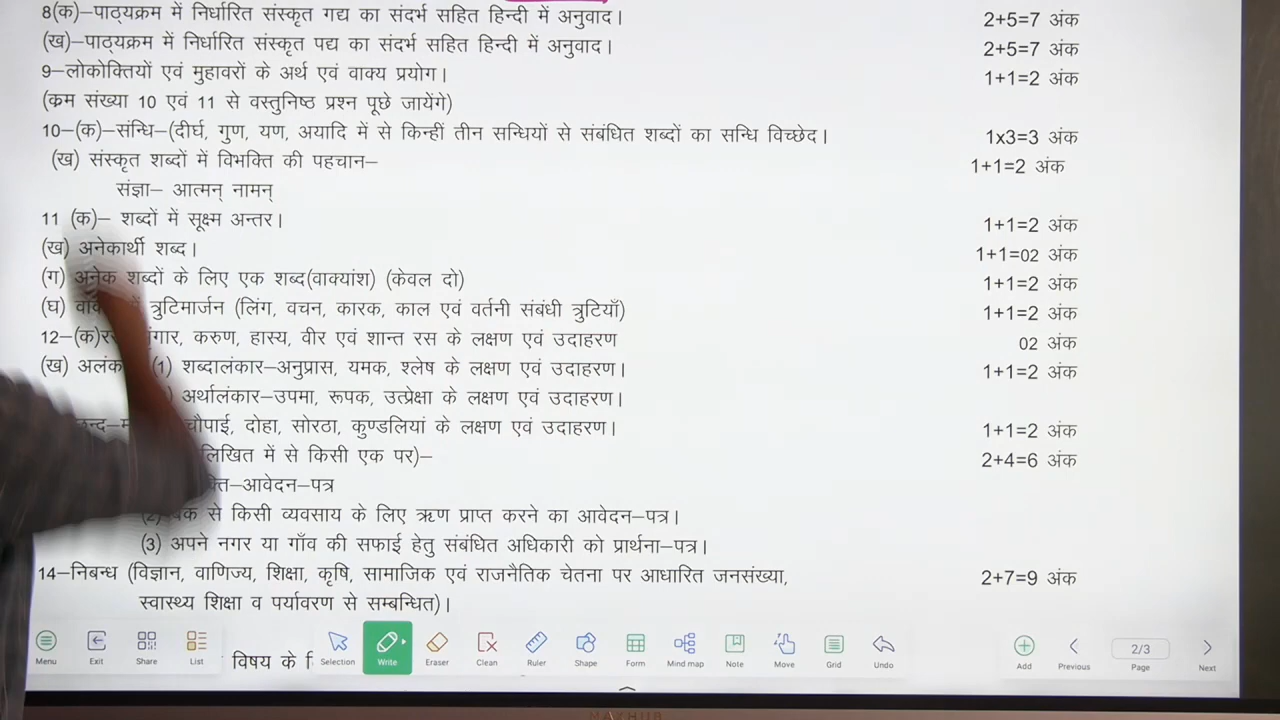 8(क)–पाठ्यक्रम में निर्धारित संस्कृत गद्य का संदर्भ सहित हिन्दी में अनुवाद। 2+5=7 अंक
(ख)–पाठ्यक्रम में निर्धारित संस्कृत पद्य का संदर्भ सहित हिन्दी में अनुवाद। 2+5=7 अंक
9–लोकोक्तियों एवं मुहावरों के अर्थ एवं वाक्य प्रयोग। 1+1=2 अंक
(क्रम संख्या 10 एवं 11 से वस्तुनिष्ठ प्रश्न पूछे जायेंगे)
10–(क)–संन्धि–(दीर्घ, गुण, यण, अयादि में से किन्हीं तीन सन्धियों से संबंधित शब्दों का सन्धि विच्छेद। 1x3=3 अंक
(ख) संस्कृत शब्दों में विभक्ति की पहचान– 1+1=2 अंक
संज्ञा– आत्मन् नामन्
11 (क)– शब्दों में सूक्ष्म अन्तर। 1+1=2 अंक
(ख) अनेकार्थी शब्द। 1+1=02 अंक
(ग) अनेक शब्दों के लिए एक शब्द(वाक्यांश) (केवल दो) 1+1=2 अंक
(घ) में त्रुटिमार्जन (लिंग, वचन, कारक, काल एवं वर्तनी संबंधी त्रुटियाँ) 1+1=2 अंक
12–(क) करुण, हास्य, वीर एवं शान्त रस के लक्षण एवं उदाहरण 02 अंक
(ख) (1) शब्दालंकार–अनुप्रास, यमक, श्लेष के लक्षण एवं उदाहरण। 1+1=2 अंक
अर्थालंकार–उपमा, रूपक, उत्प्रेक्षा के लक्षण एवं उदाहरण।
चौपाई, दोहा, सोरठा, कुण्डलियां के लक्षण एवं उदाहरण। 1+1=2 अंक
में से किसी एक पर)– 2+4=6 अंक
–आवेदन–पत्र
से किसी व्यवसाय के लिए ऋण प्राप्त करने का आवेदन–पत्र।
(3) अपने नगर या गाँव की सफाई हेतु संबंधित अधिकारी को प्रार्थना–पत्र।
14–निबन्ध (विज्ञान, वाणिज्य, शिक्षा, कृषि, सामाजिक एवं राजनैतिक चेतना पर आधारित जनसंख्या, 2+7=9 अंक
स्वास्थ्य शिक्षा व पर्यावरण से सम्बन्धित)।
विषय के
Menu Exit Share List Selection Write Eraser Clean Ruler Shape Form Mind map Note Move Grid Undo Add Previous 2/3 Page Next
MAXHUB